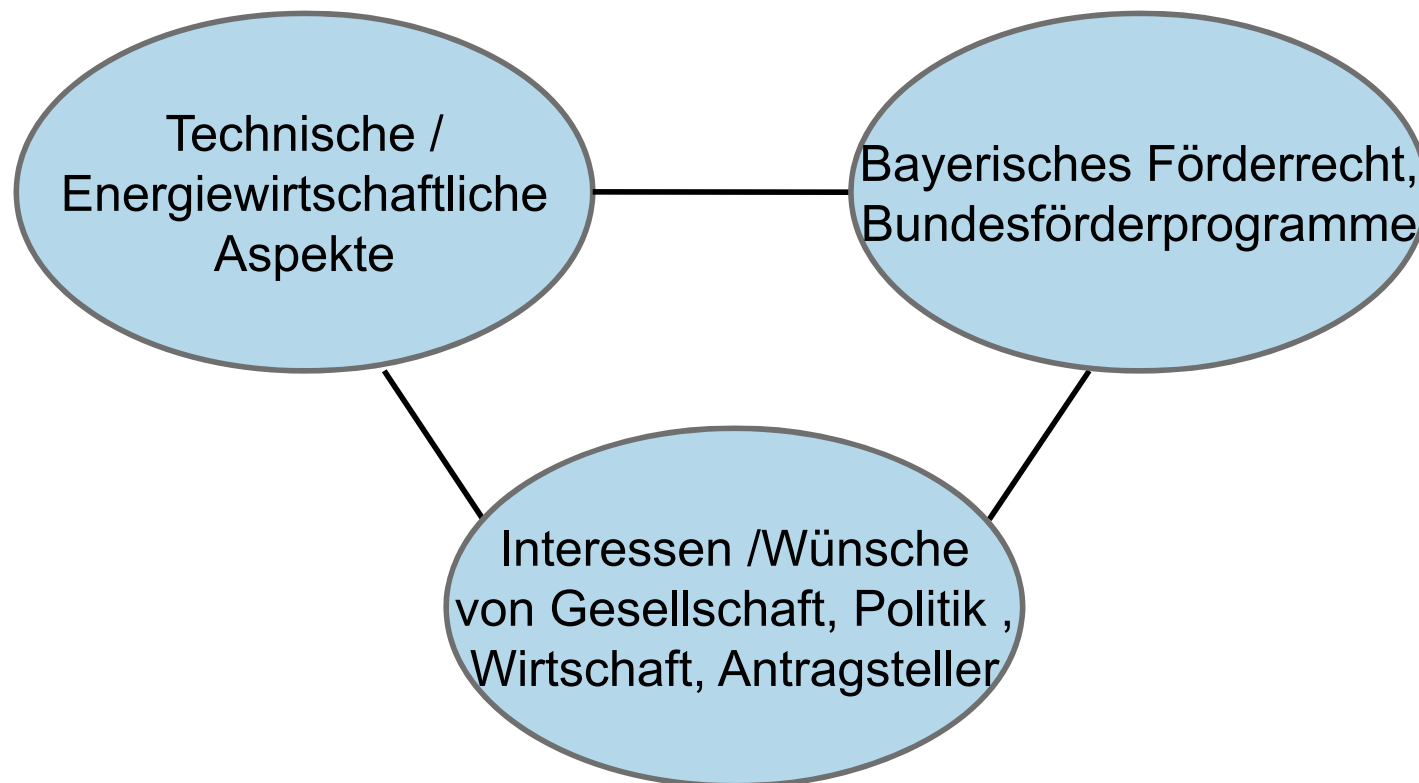 Technische /
Energiewirtschaftliche
Aspekte
Bayerisches Förderrecht,
Bundesförderprogramme
Interessen /Wünsche
von Gesellschaft, Politik ,
Wirtschaft, Antragsteller